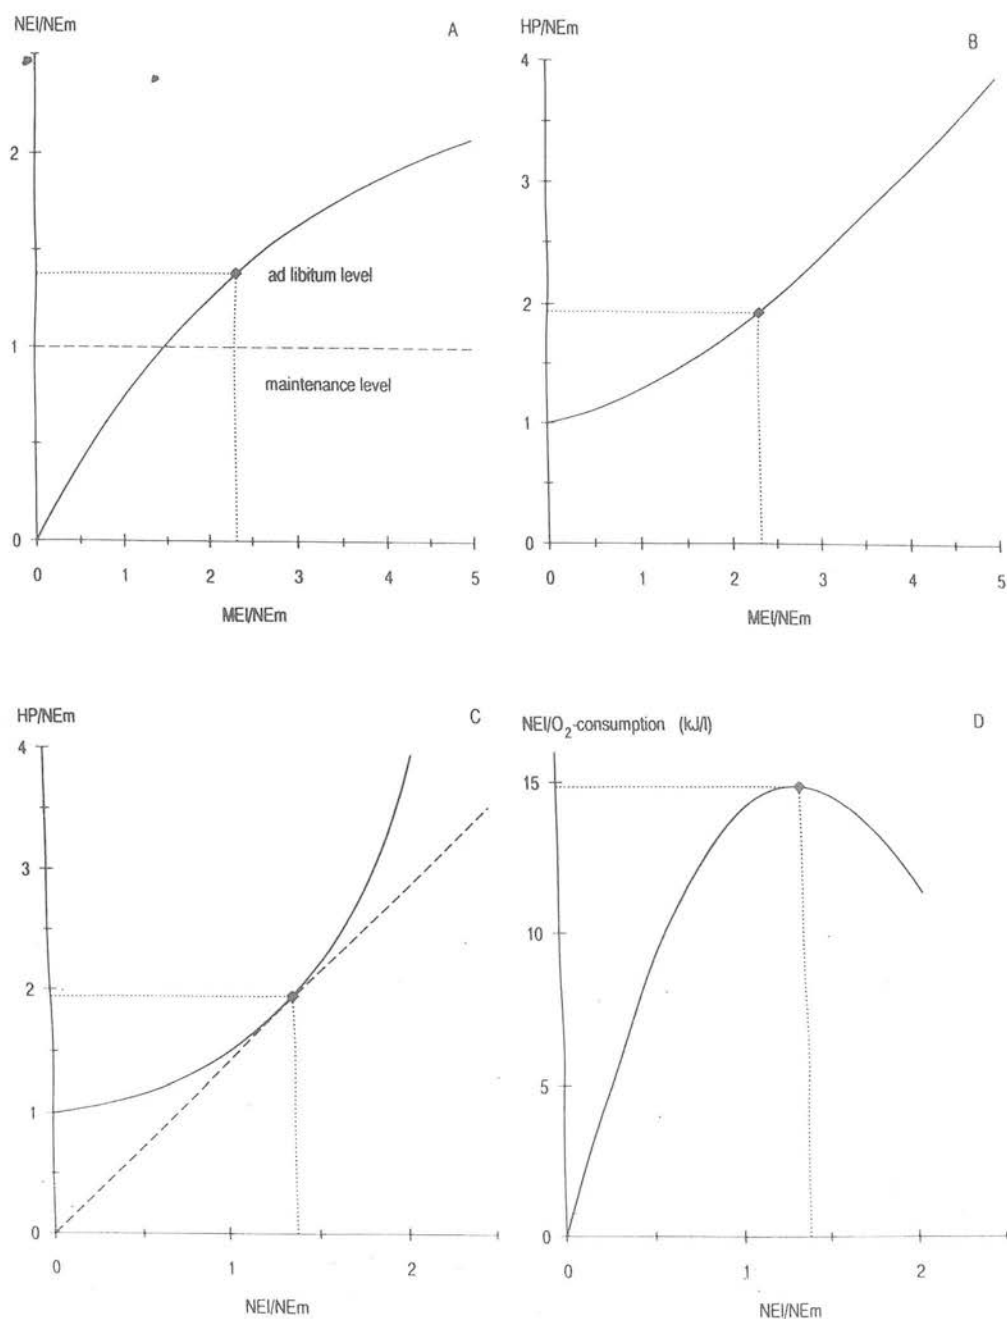 NEI/NEm
A
2
1
0
ad libitum level
maintenance level
0 1 2 3 4 5
MEI/NEm
HP/NEm
B
4
3
2
1
0
0 1 2 3 4 5
MEI/NEm
HP/NEm
C
4
3
2
1
0
0 1 2
NEI/NEm
NEI/O₂-consumption (kJ/l)
D
15
10
5
0
0 1 2
NEI/NEm